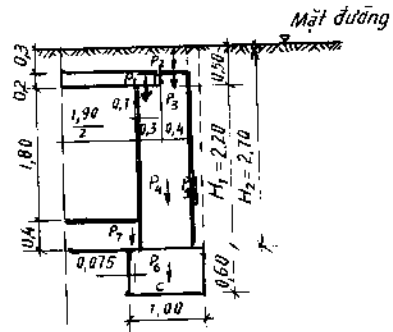 Mặt đường
0,3
0,2
1,80
0,4
P₂
P₁
P₃
0,50
0,1
1,90
2
0,3
0,4
H₁ = 2,20
H₂ = 2,70
P₄
P₇
0,075
P₆
C
0,60
1,00